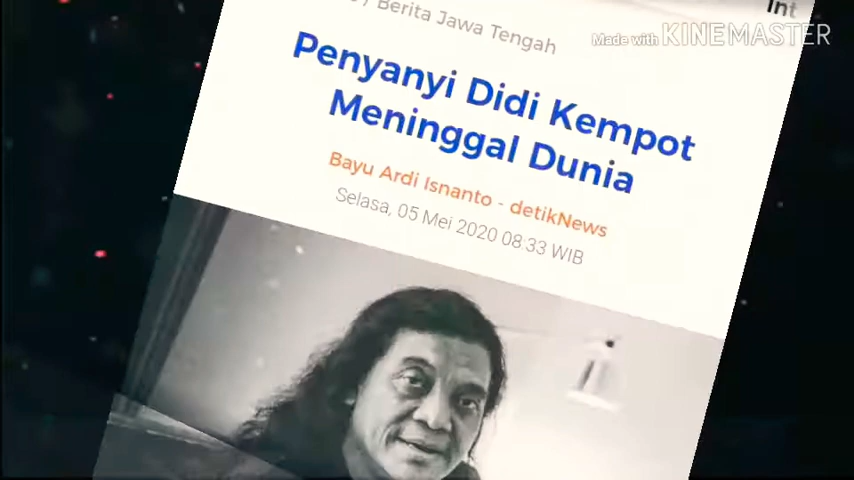 Int
/ Berita Jawa Tengah
Made with KINEMASTER
Penyanyi Didi Kempot
Meninggal Dunia
Bayu Ardi Isnanto - detikNews
Selasa, 05 Mei 2020 08:33 WIB